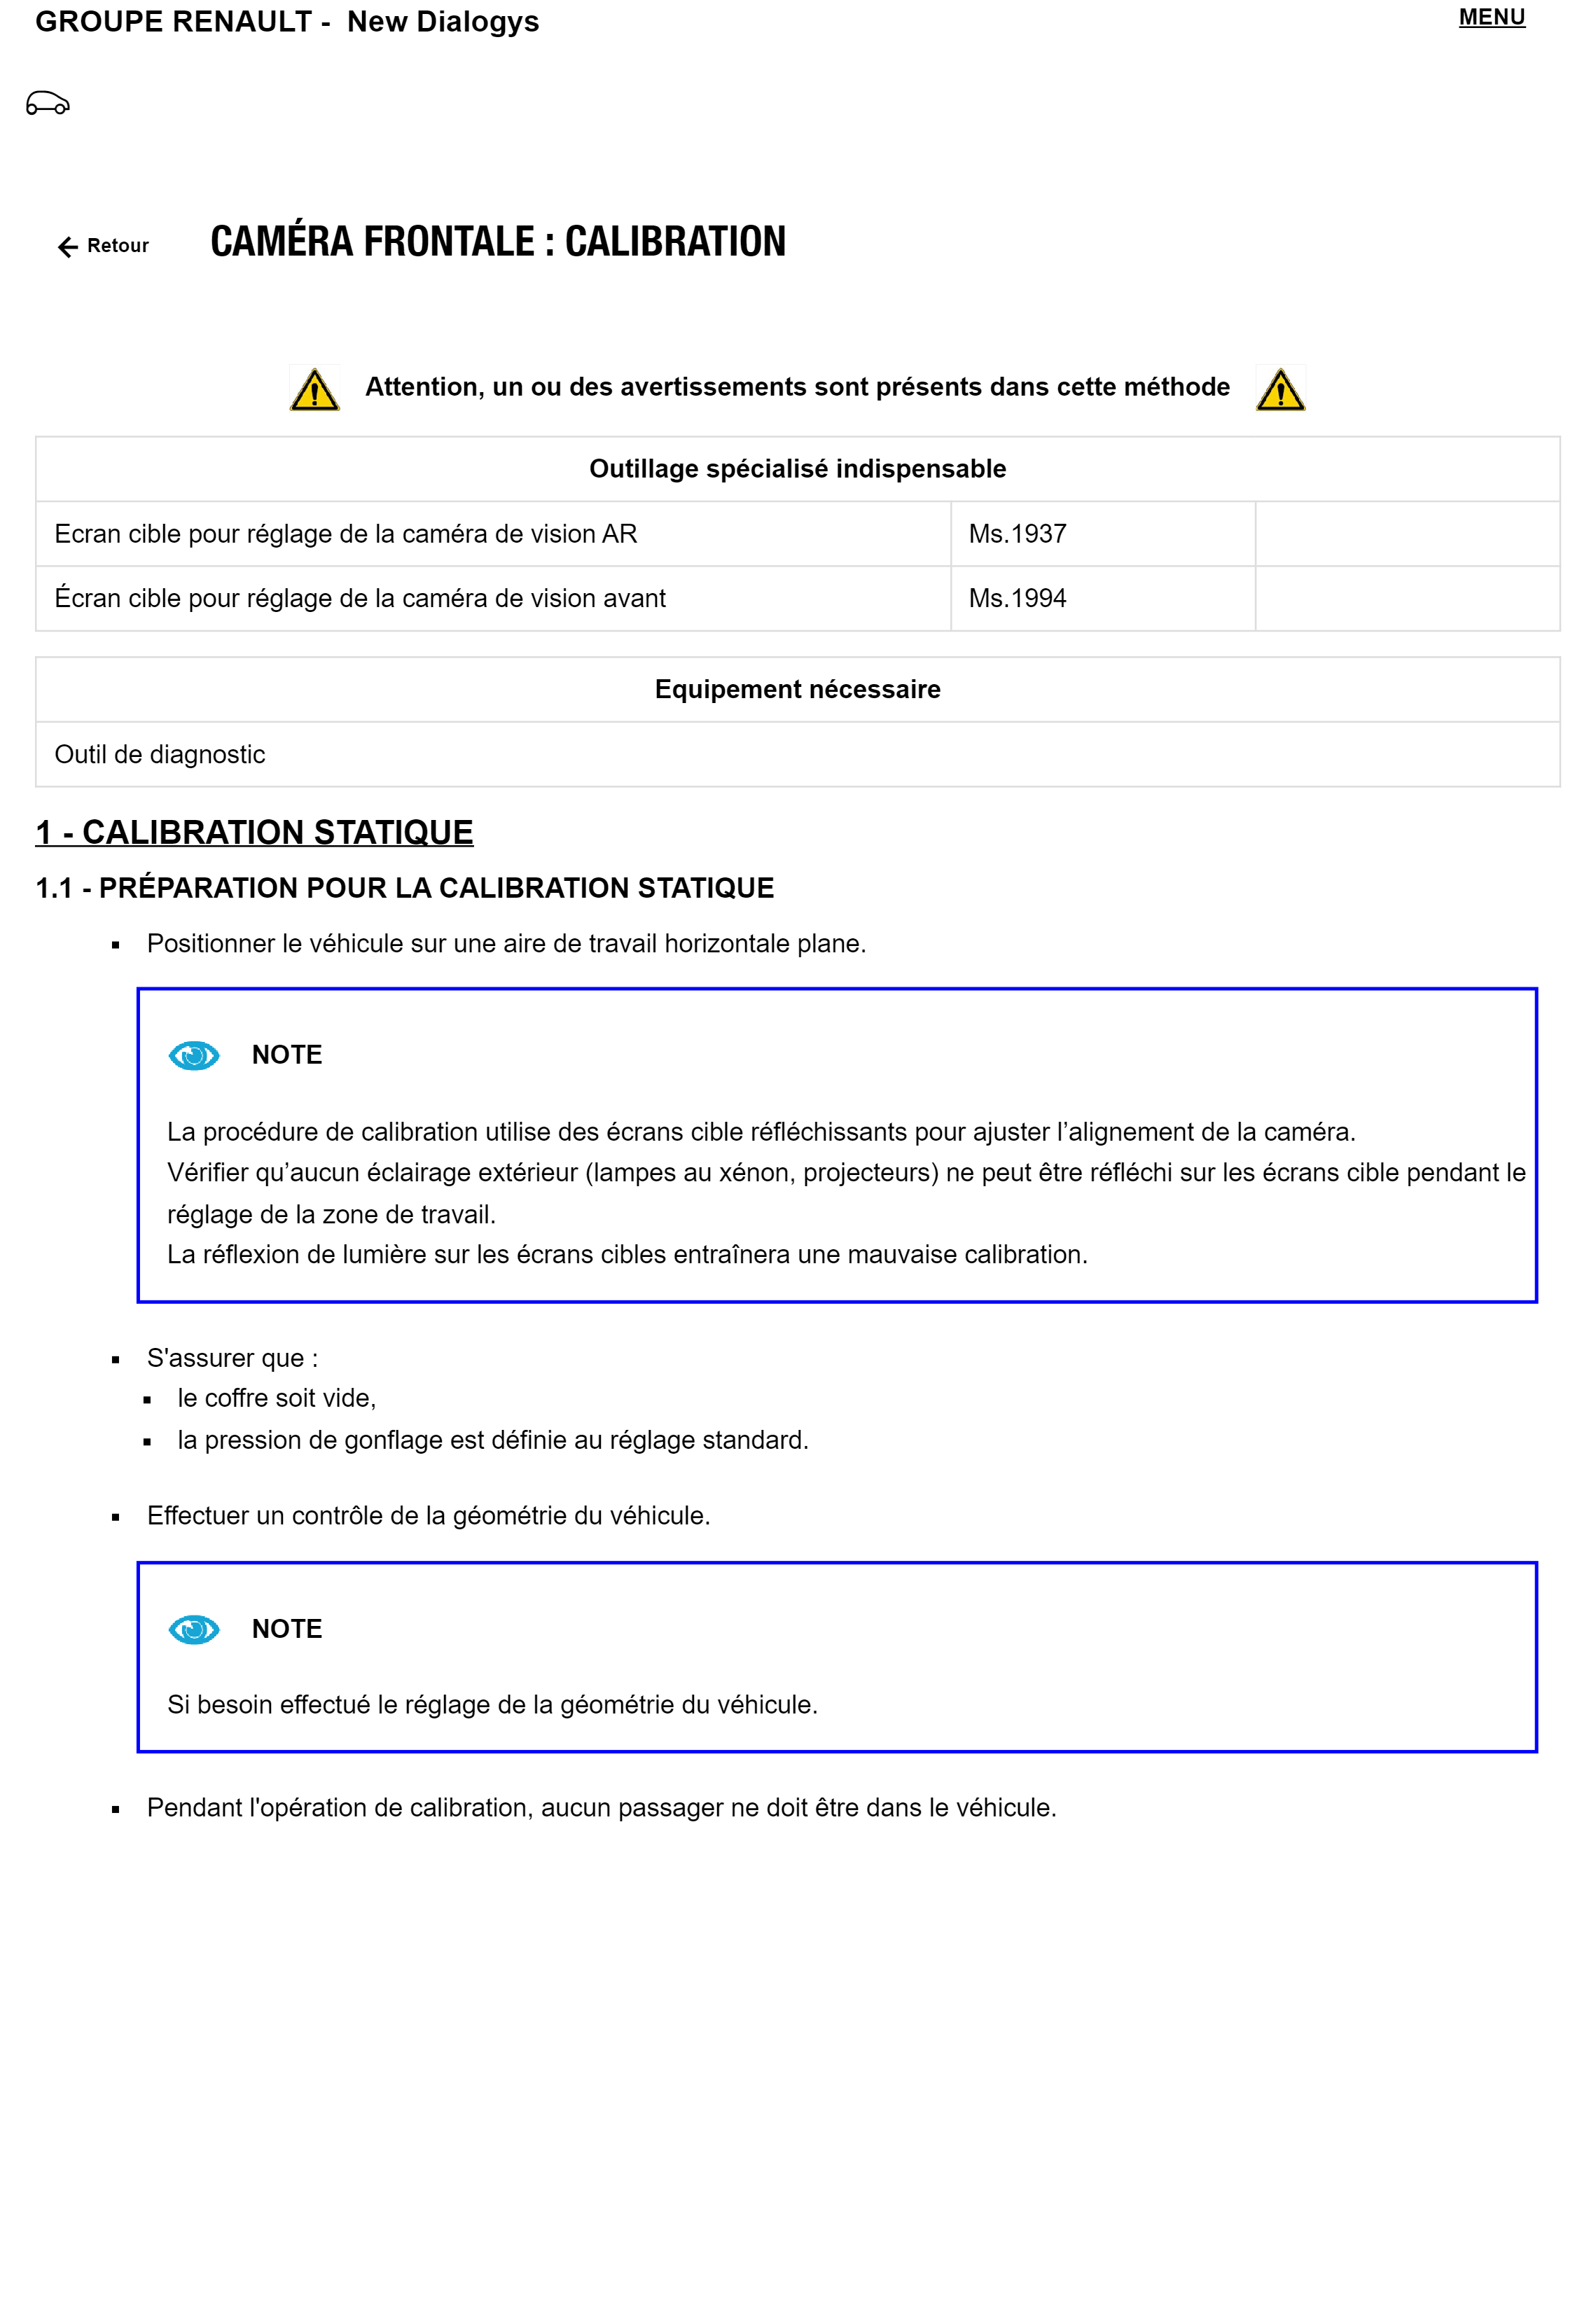 GROUPE RENAULT - New Dialogys
MENU
Retour
CAMÉRA FRONTALE : CALIBRATION
Attention, un ou des avertissements sont présents dans cette méthode
Outillage spécialisé indispensable
Ecran cible pour réglage de la caméra de vision AR Ms.1937
Écran cible pour réglage de la caméra de vision avant Ms.1994
Equipement nécessaire
Outil de diagnostic
1 - CALIBRATION STATIQUE
1.1 - PRÉPARATION POUR LA CALIBRATION STATIQUE
▪ Positionner le véhicule sur une aire de travail horizontale plane.
NOTE
La procédure de calibration utilise des écrans cible réfléchissants pour ajuster l’alignement de la caméra.
Vérifier qu’aucun éclairage extérieur (lampes au xénon, projecteurs) ne peut être réfléchi sur les écrans cible pendant le
réglage de la zone de travail.
La réflexion de lumière sur les écrans cibles entraînera une mauvaise calibration.
▪ S'assurer que :
▪ le coffre soit vide,
▪ la pression de gonflage est définie au réglage standard.
▪ Effectuer un contrôle de la géométrie du véhicule.
NOTE
Si besoin effectué le réglage de la géométrie du véhicule.
▪ Pendant l'opération de calibration, aucun passager ne doit être dans le véhicule.